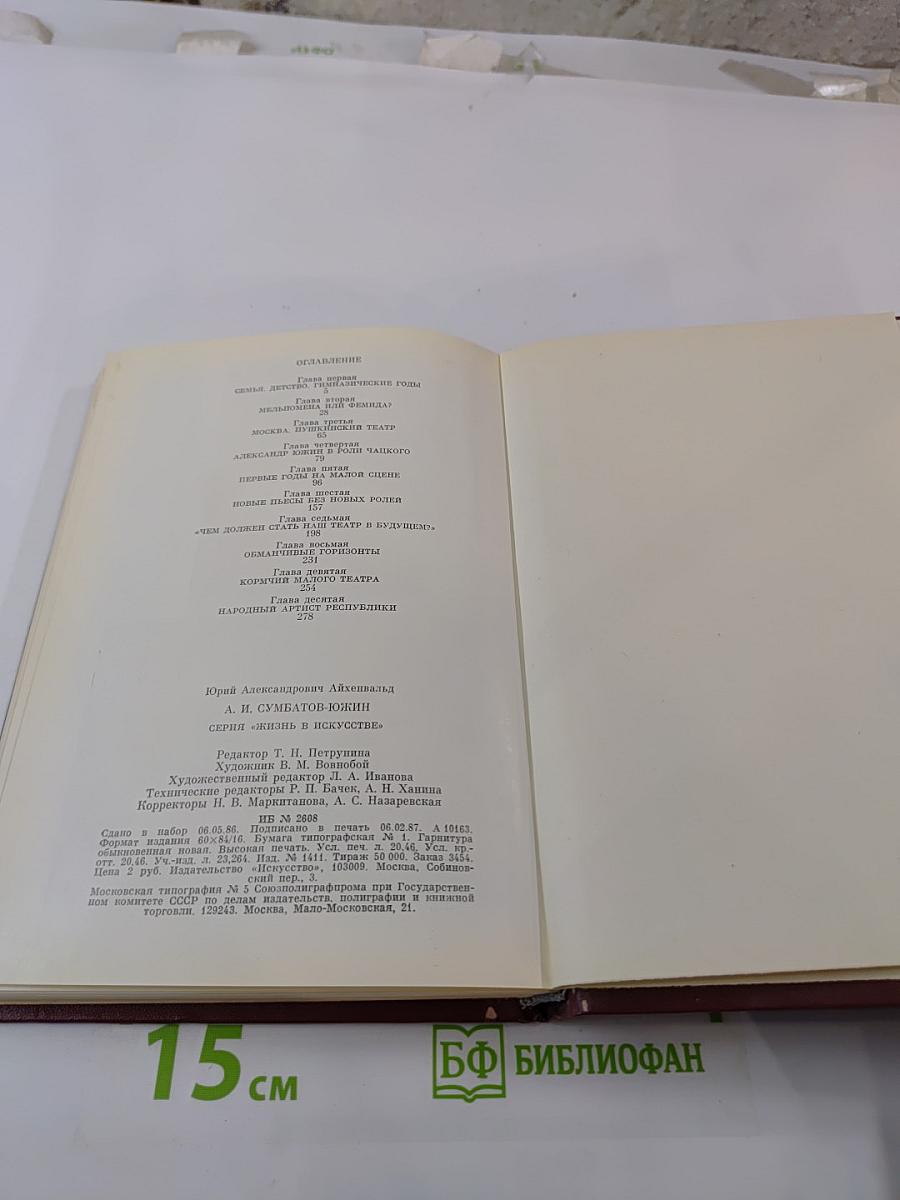 ОГЛАВЛЕНИЕ
Глава первая
СЕМЬЯ. ДЕТСТВО. ГИМНАЗИЧЕСКИЕ ГОДЫ
5
Глава вторая
МЕЛЬПОМЕНА ИЛИ ФЕМИДА?
28
Глава третья
МОСКВА. ПУШКИНСКИЙ ТЕАТР
65
Глава четвертая
АЛЕКСАНДР ЮЖИН В РОЛИ ЧАЦКОГО
79
Глава пятая
ПЕРВЫЕ ГОДЫ НА МАЛОЙ СЦЕНЕ
96
Глава шестая
НОВЫЕ ПЬЕСЫ БЕЗ НОВЫХ РОЛЕЙ
157
Глава седьмая
«ЧЕМ ДОЛЖЕН СТАТЬ НАШ ТЕАТР В БУДУЩЕМ?»
198
Глава восьмая
ОБМАНЧИВЫЕ ГОРИЗОНТЫ
231
Глава девятая
КОРМЧИЙ МАЛОГО ТЕАТРА
254
Глава десятая
НАРОДНЫЙ АРТИСТ РЕСПУБЛИКИ
278
Юрий Александрович Айхенвальд
А. И. СУМБАТОВ-ЮЖИН
СЕРИЯ «ЖИЗНЬ В ИСКУССТВЕ»
Редактор Т. Н. Петрунина
Художник В. М. Вовнобой
Художественный редактор Л. А. Иванова
Технические редакторы Р. П. Бачек, А. Н. Ханина
Корректоры Н. В. Маркитанова, А. С. Назаревская
ИБ № 2608
Сдано в набор 06.05.86. Подписано в печать 06.02.87. А 10163.
Формат издания 60×84/16. Бумага типографская № 1. Гарнитура
обыкновенная новая. Высокая печать. Усл. печ. л. 20,46. Усл. кр.-
отт. 20,46. Уч.-изд. л. 23,264. Изд. № 1411. Тираж 50 000. Заказ 3454.
Цена 2 руб. Издательство «Искусство», 103009. Москва, Собинов-
ский пер., 3.
Московская типография № 5 Союзполиграфпрома при Государствен-
ном комитете СССР по делам издательств, полиграфии и книжной
торговли. 129243. Москва, Мало-Московская, 21.
15 см
БФ БИБЛИОФАН